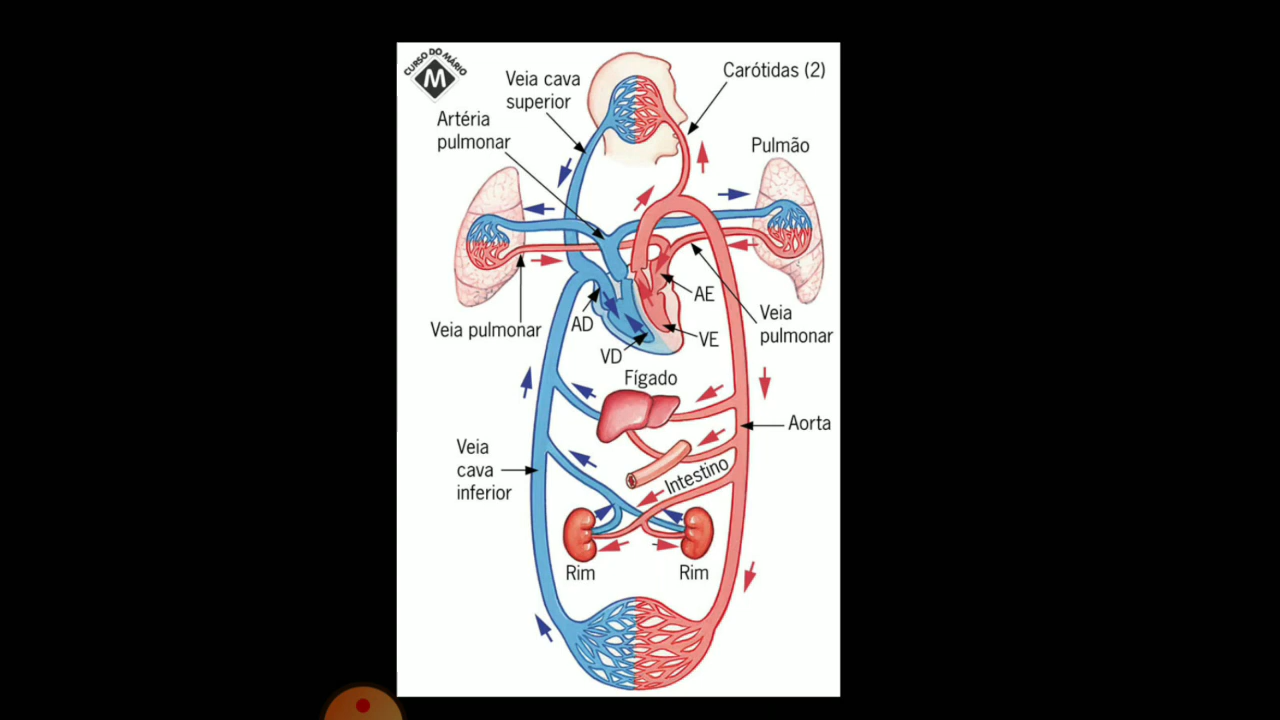 CURSO DO MÁRIO
M
Veia cava
superior
Carótidas (2)
Artéria
pulmonar
Pulmão
Veia pulmonar
AD
VD
AE
VE
Veia
pulmonar
Fígado
Aorta
Veia
cava
inferior
Intestino
Rim
Rim